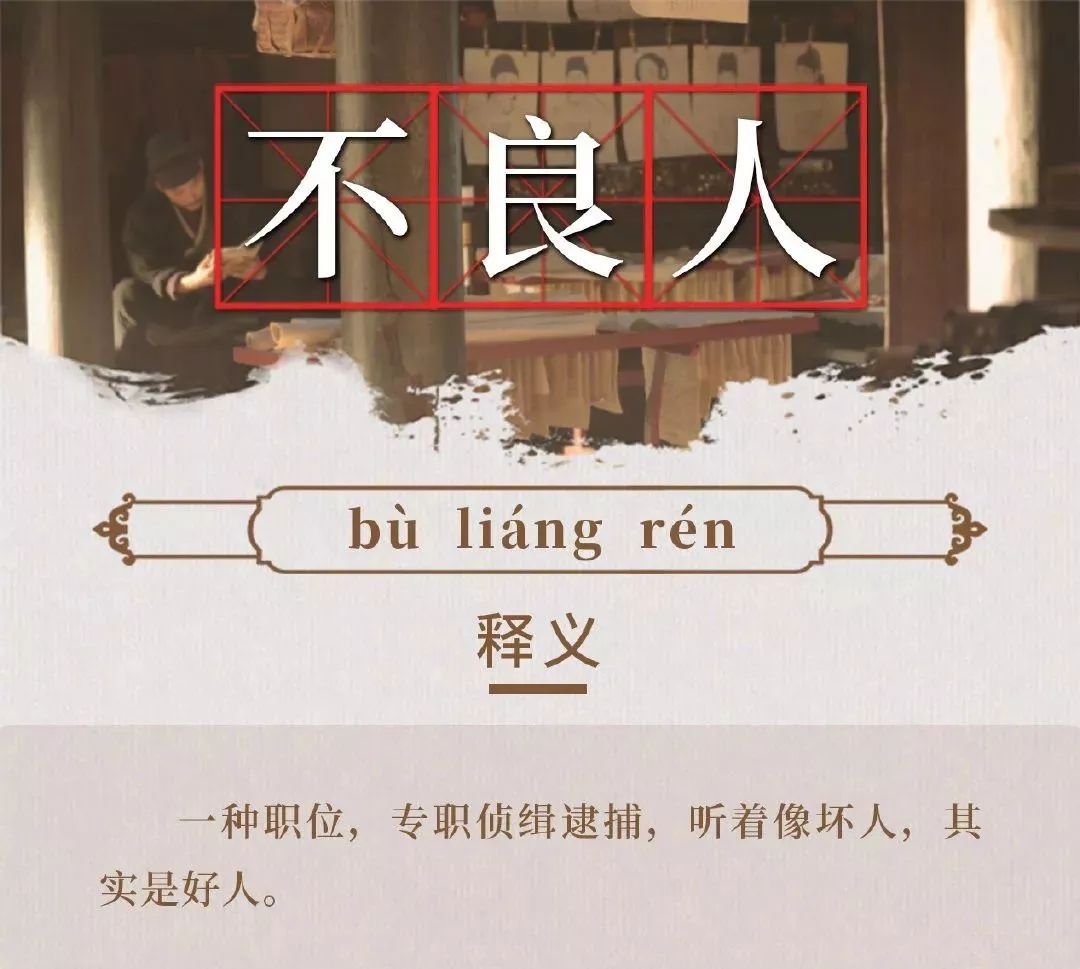 不良人
bù liáng rén
释义
一种职位，专职侦缉逮捕，听着像坏人，其
实是好人。